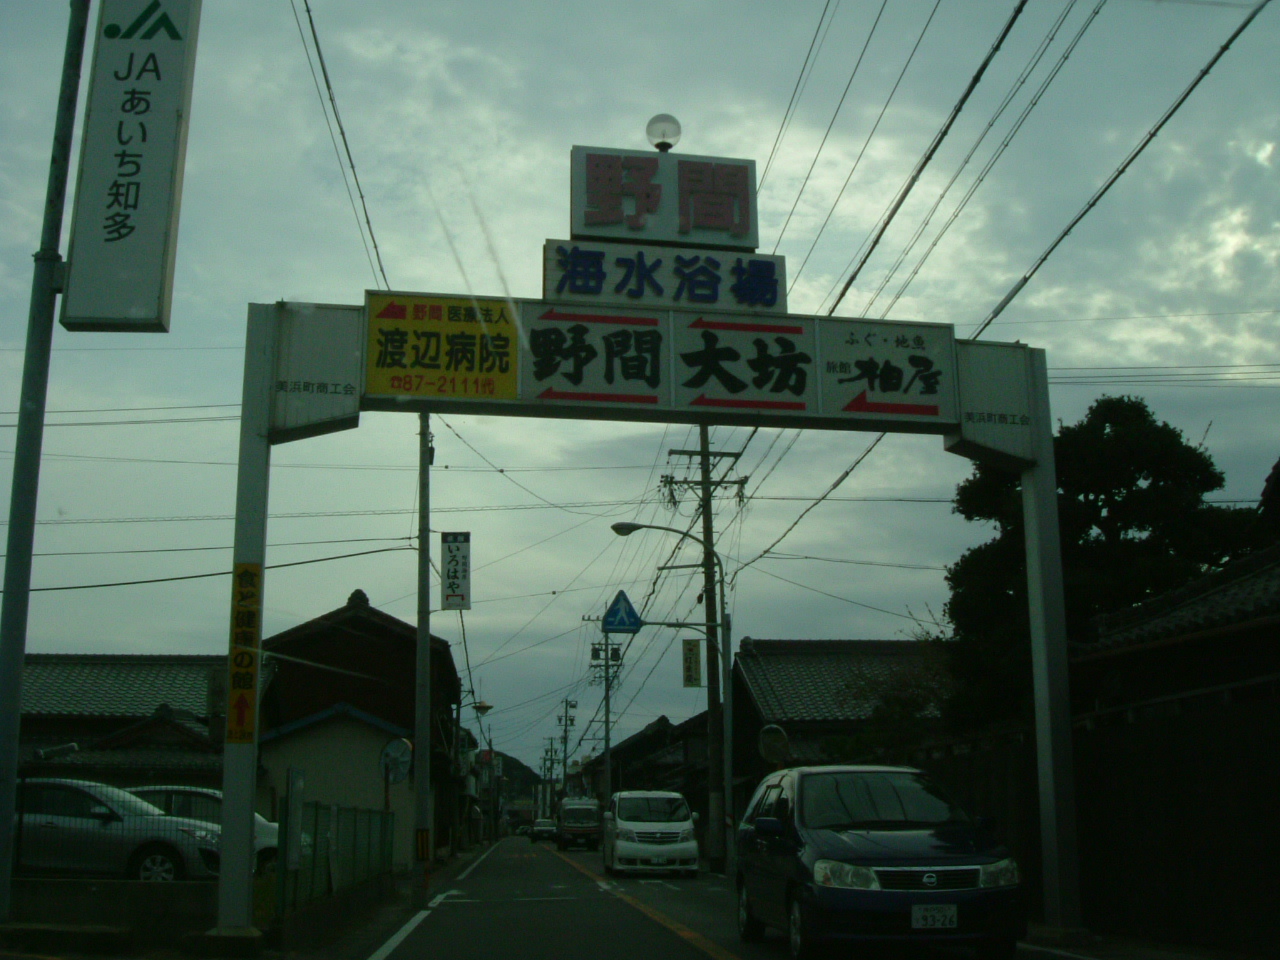 JA
あいち知多
野間
海水浴場
野間 医療法人
渡辺病院
☎87-2111代
野間
大坊
ふぐ・地魚
旅館 柏屋
美浜町商工会
美浜町商工会
いろはや
食と健康の館
93-26